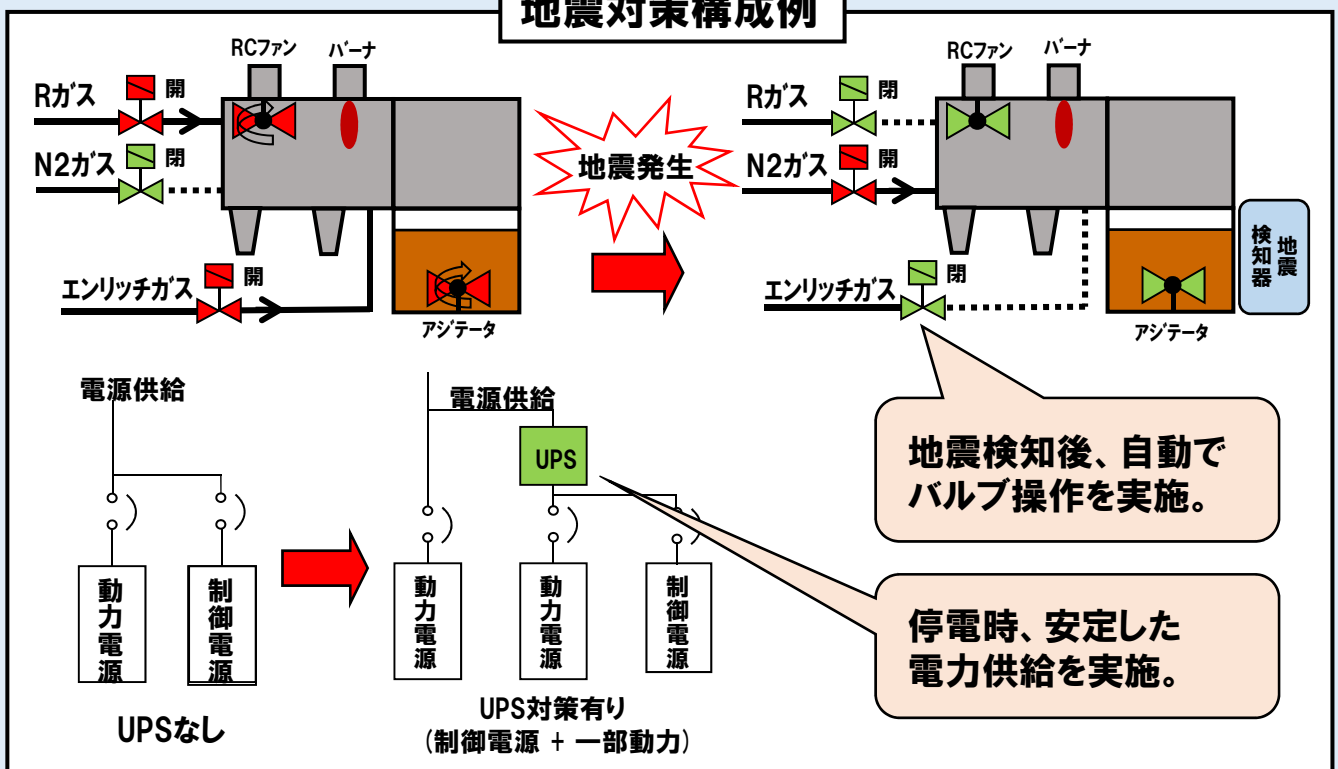 地震対策構成例
RCファン
バーナ
Rガス
開
N2ガス
閉
エンリッチガス
開
アジテータ
地震発生
RCファン
バーナ
Rガス
閉
N2ガス
開
エンリッチガス
閉
アジテータ
地震
検知器
電源供給
動力電源
制御電源
UPSなし
電源供給
UPS
動力電源
動力電源
制御電源
UPS対策有り
(制御電源 + 一部動力)
地震検知後、自動で
バルブ操作を実施。
停電時、安定した
電力供給を実施。